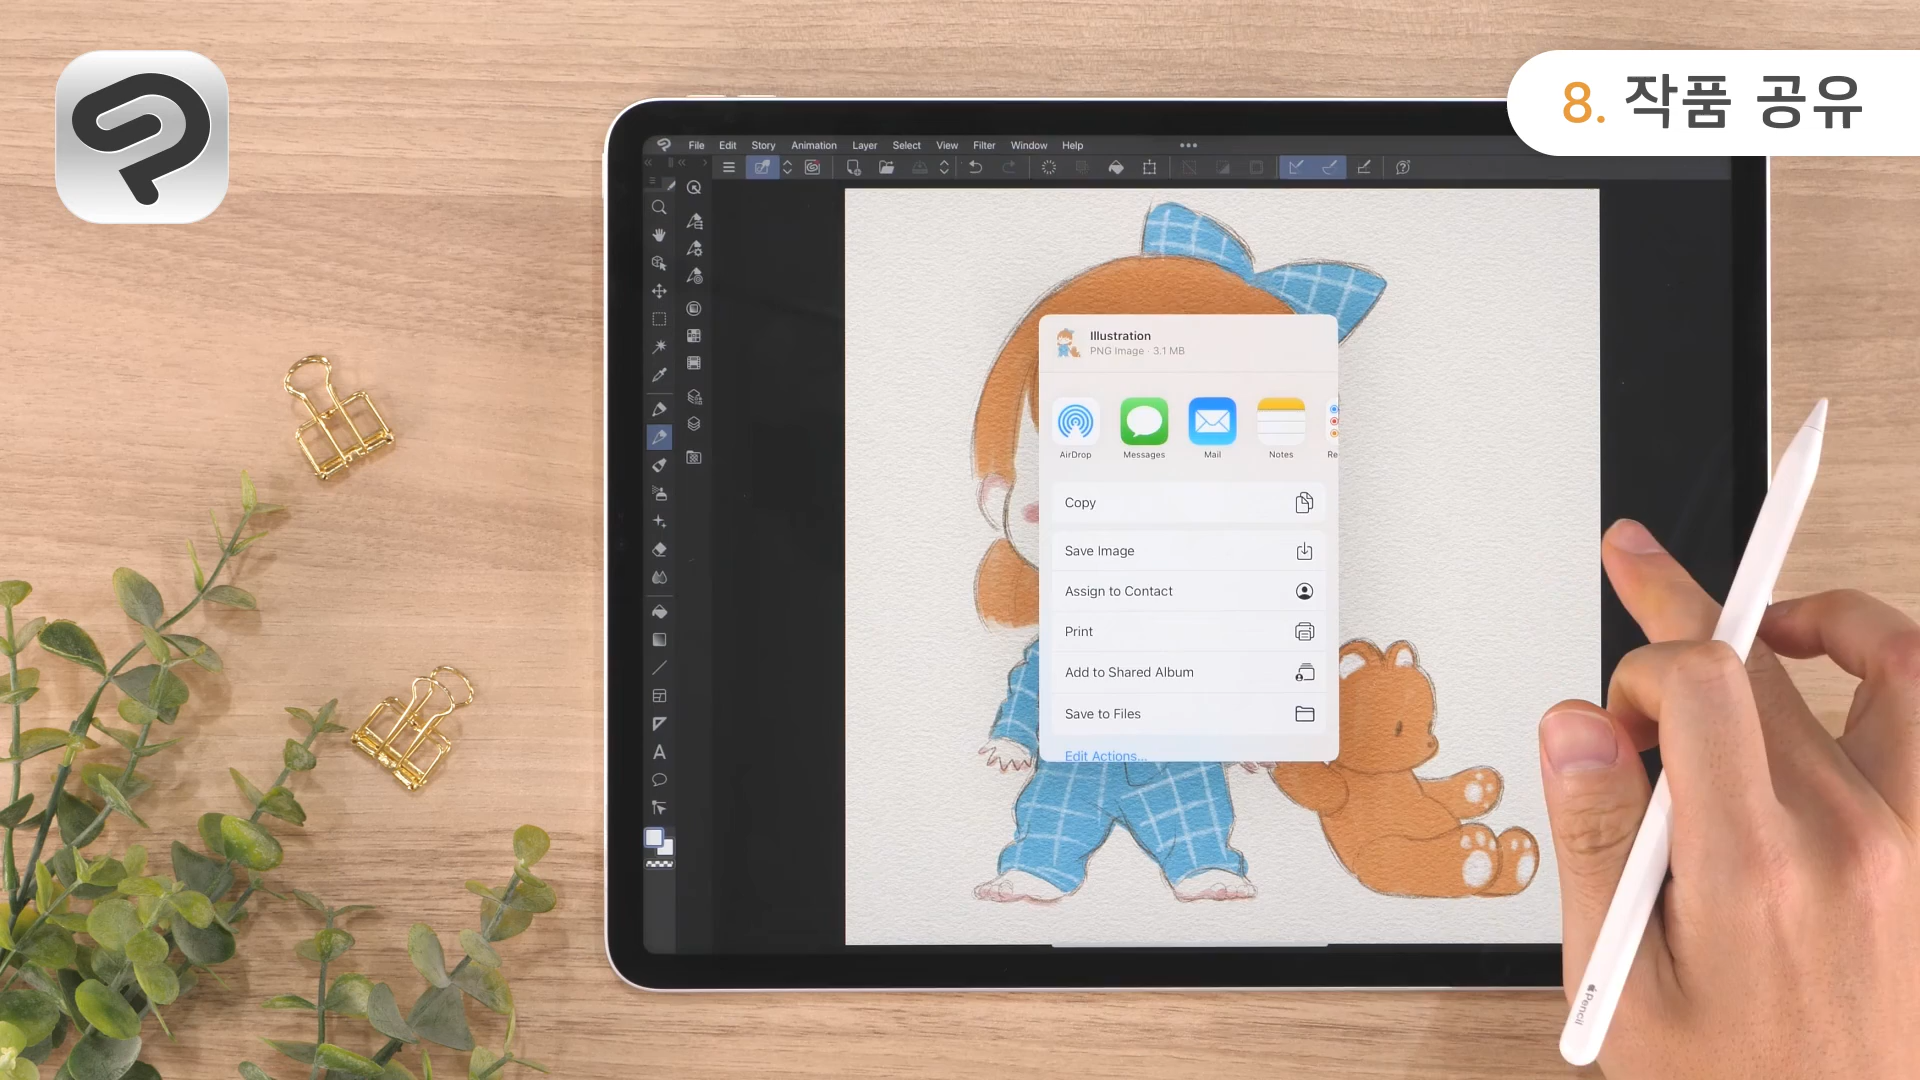 8. 작품 공유
File Edit Story Animation Layer Select View Filter Window Help
Illustration
PNG Image · 3.1 MB
AirDrop Messages Mail Notes Re
Copy
Save Image
Assign to Contact
Print
Add to Shared Album
Save to Files
Edit Actions...
Pencil